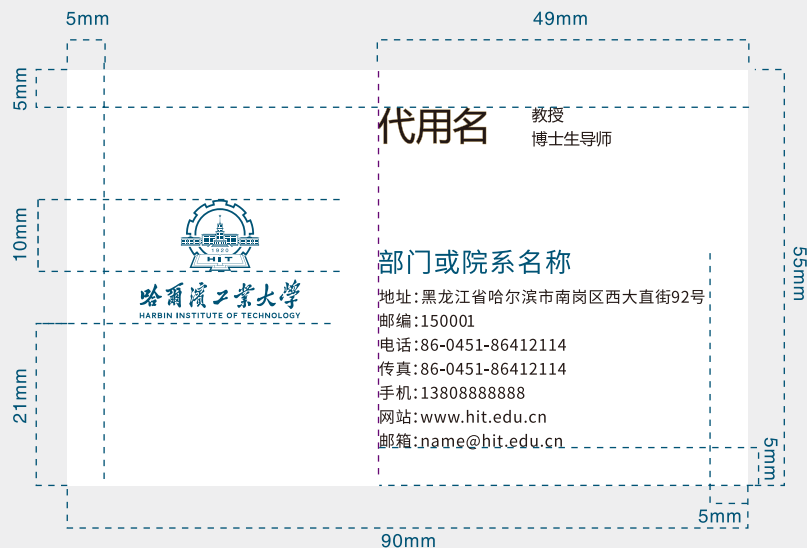 5mm
49mm
5mm
代用名
教授
博士生导师
10mm
1920
HIT
哈爾濱工業大學
HARBIN INSTITUTE OF TECHNOLOGY
部门或院系名称
地址:黑龙江省哈尔滨市南岗区西大直街92号
邮编:150001
电话:86-0451-86412114
传真:86-0451-86412114
手机:13808888888
网站:www.hit.edu.cn
邮箱:name@hit.edu.cn
55mm
21mm
5mm
5mm
90mm